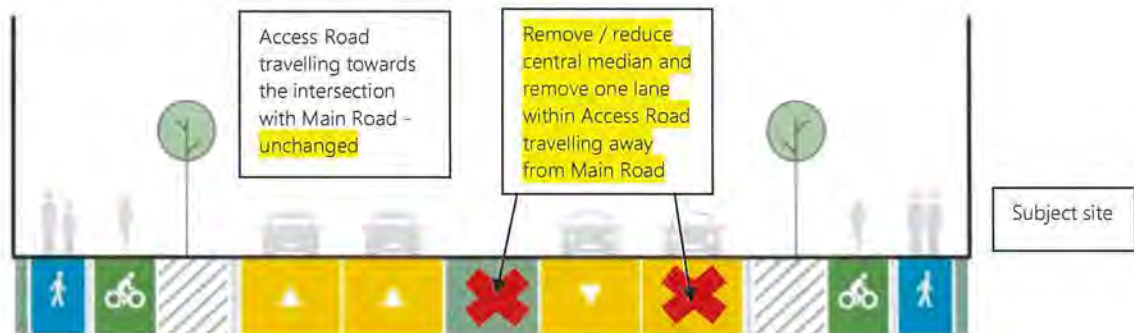 Access Road
travelling towards
the intersection
with Main Road -
unchanged
Remove / reduce
central median and
remove one lane
within Access Road
travelling away
from Main Road
Subject site